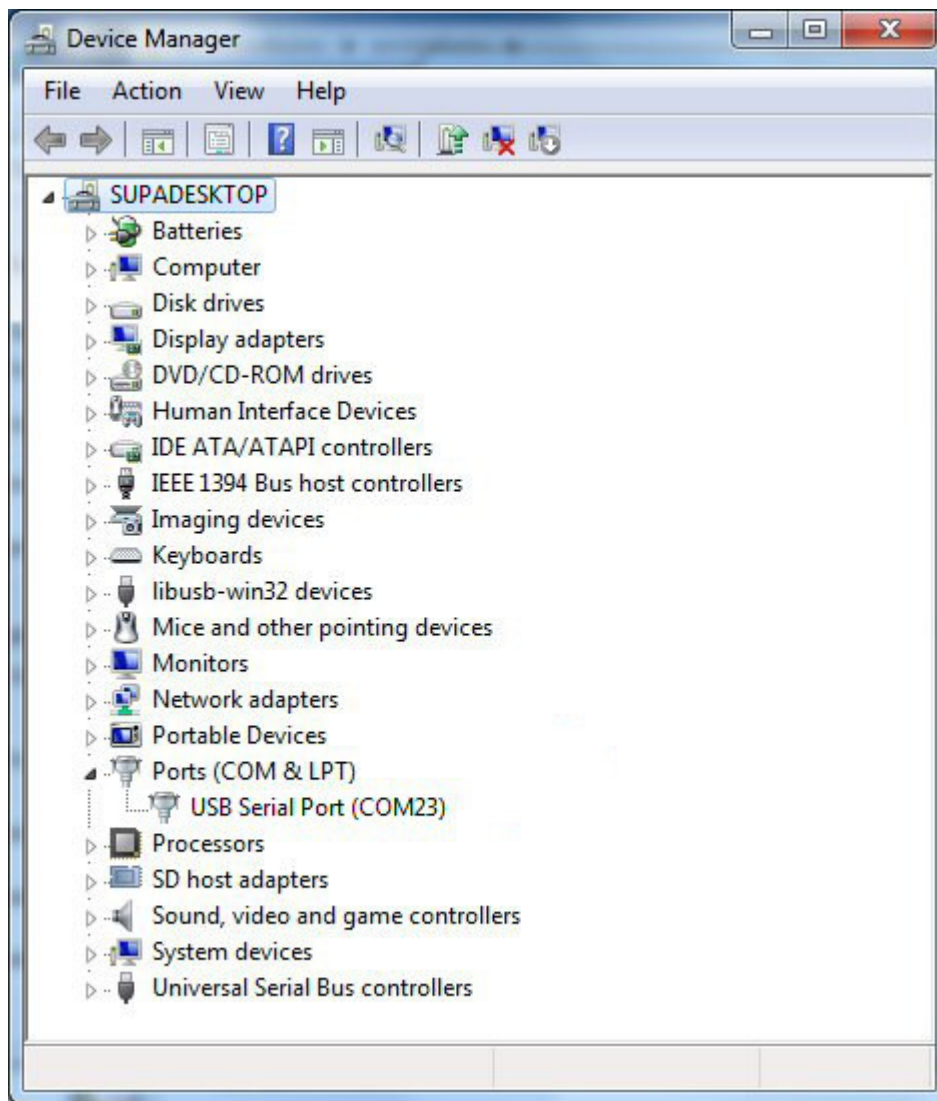 Device Manager
File Action View Help
SUPADESKTOP
Batteries
Computer
Disk drives
Display adapters
DVD/CD-ROM drives
Human Interface Devices
IDE ATA/ATAPI controllers
IEEE 1394 Bus host controllers
Imaging devices
Keyboards
libusb-win32 devices
Mice and other pointing devices
Monitors
Network adapters
Portable Devices
Ports (COM & LPT)
USB Serial Port (COM23)
Processors
SD host adapters
Sound, video and game controllers
System devices
Universal Serial Bus controllers